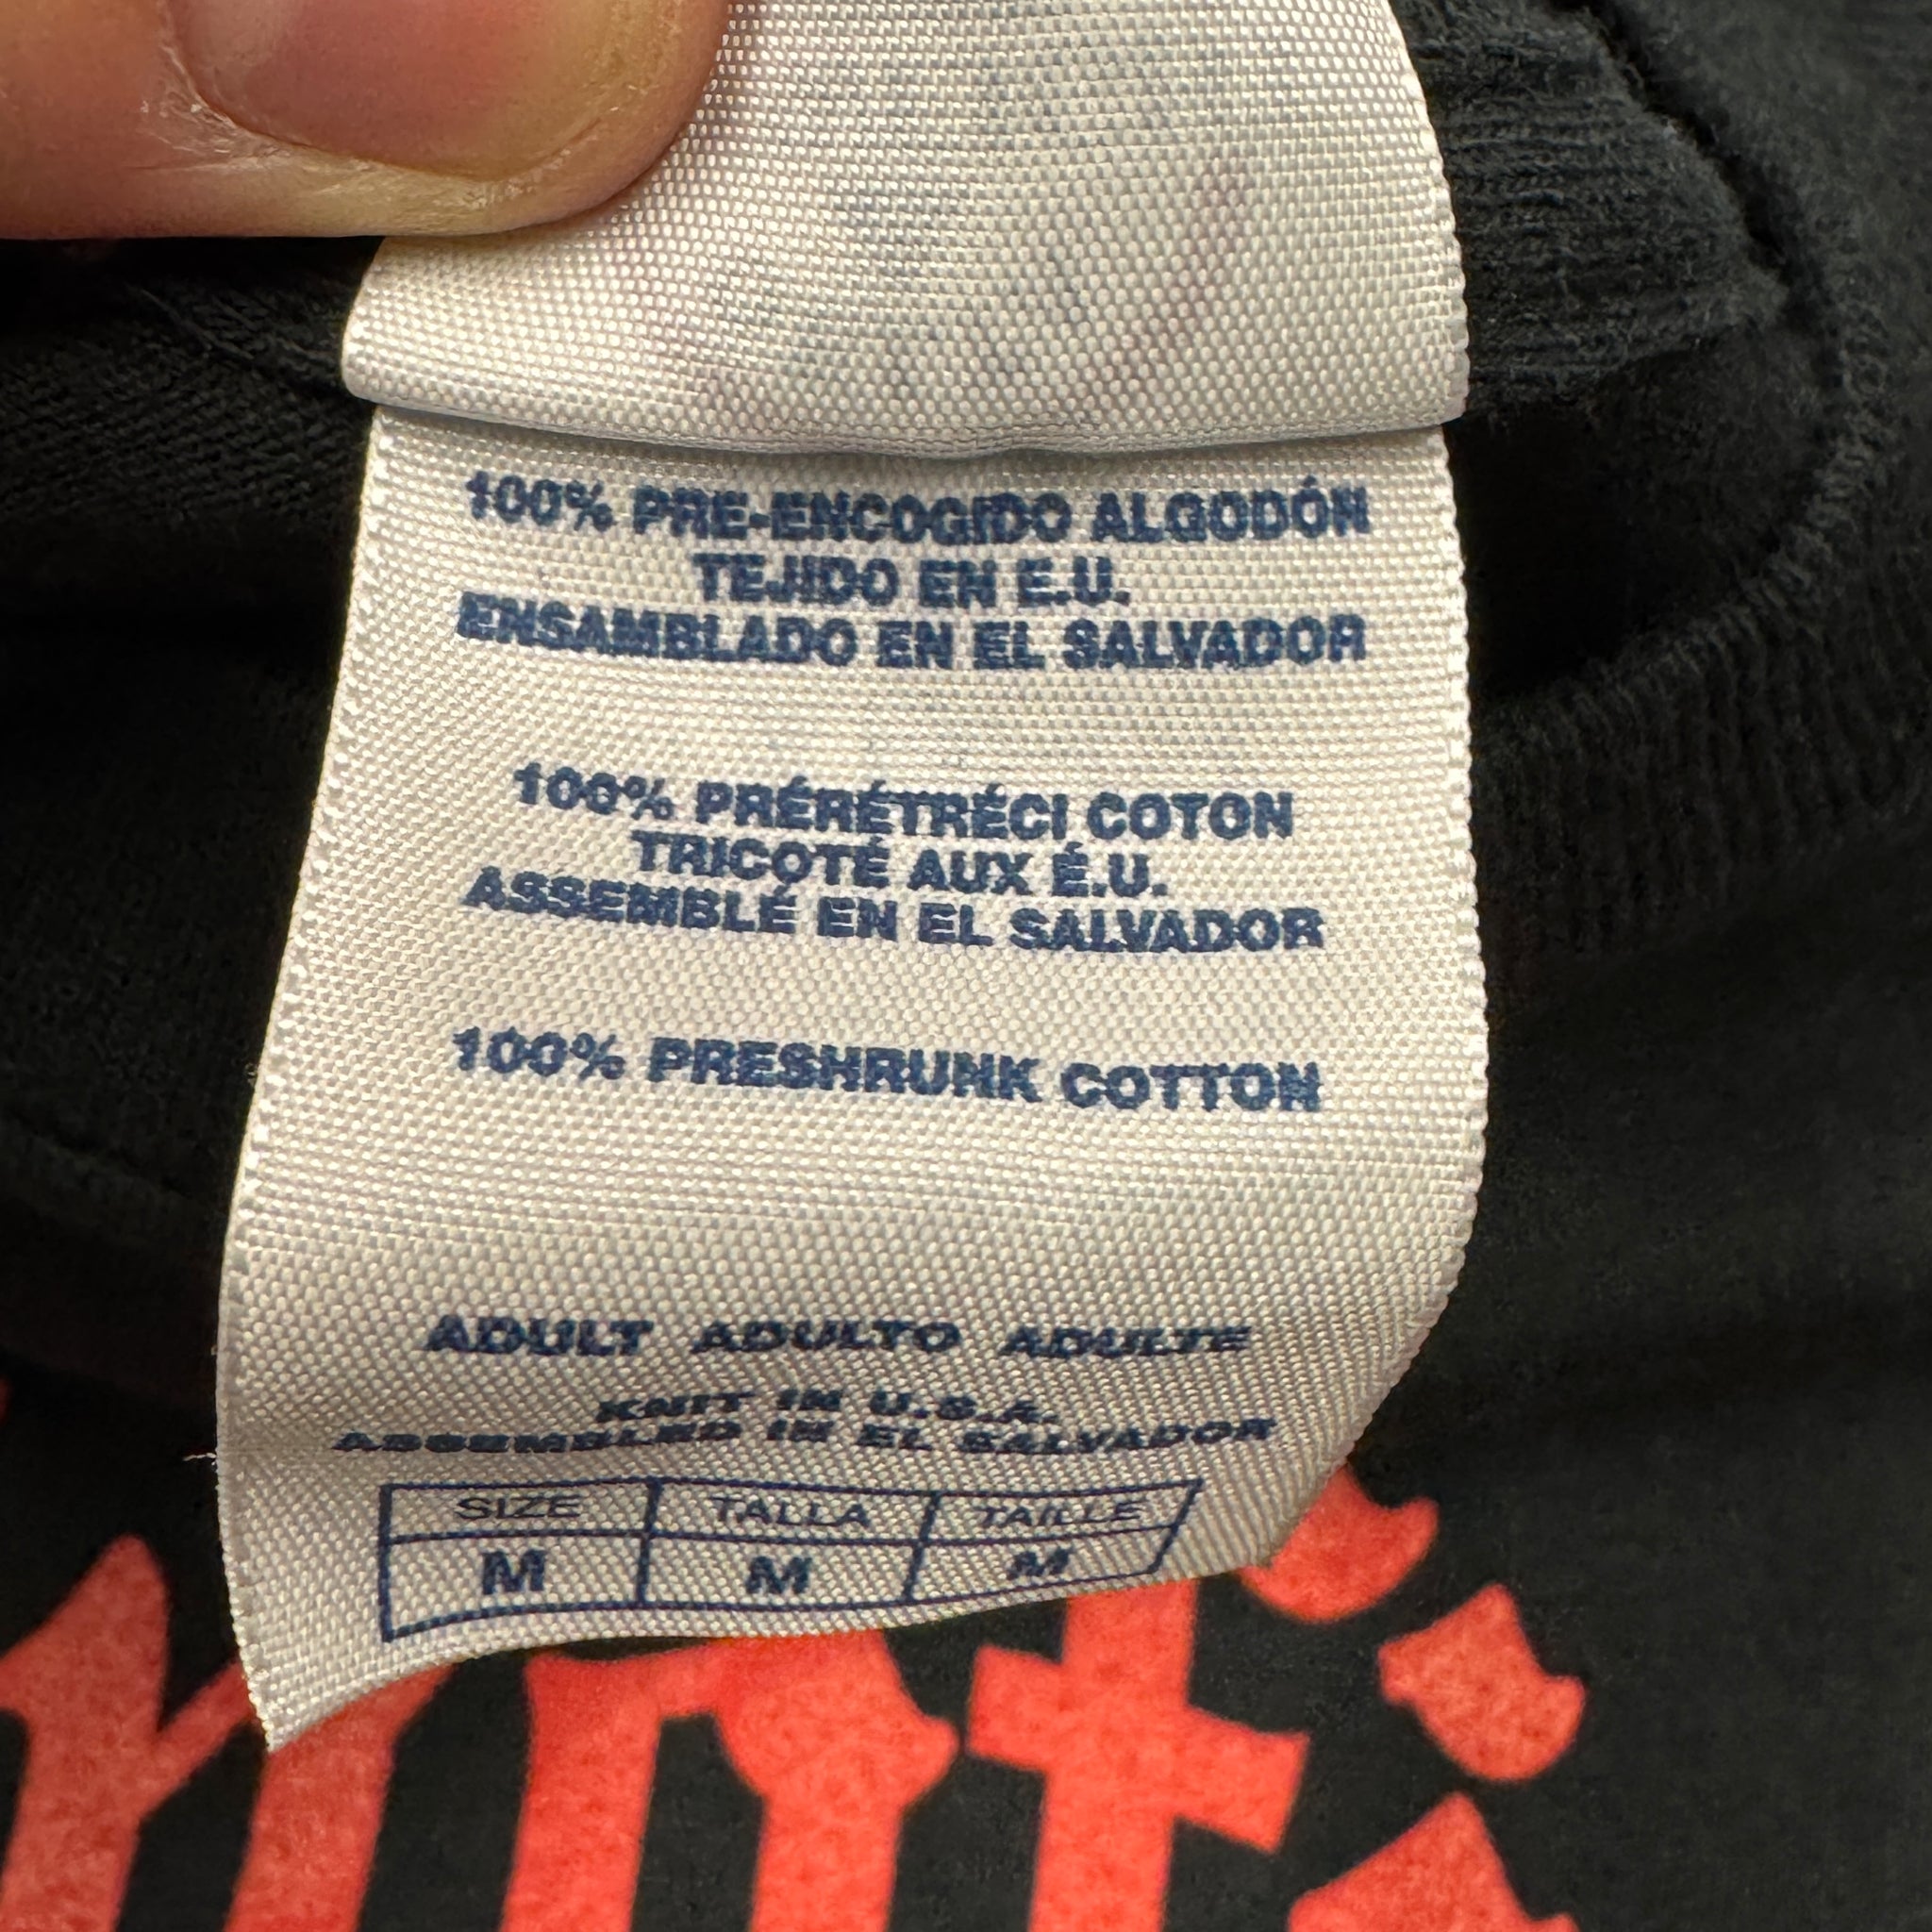 100% PRE-ENCOGIDO ALGODÓN
TEJIDO EN E.U.
ENSAMBLADO EN EL SALVADOR
100% PRÉRÉTRÉCI COTON
TRICOTÉ AUX É.U.
ASSEMBLÉ EN EL SALVADOR
100% PRESHRUNK COTTON
ADULT ADULTO ADULTE
KNIT IN U.S.A.
ASSEMBLED IN EL SALVADOR
SIZE TALLA TAILLE
M M M